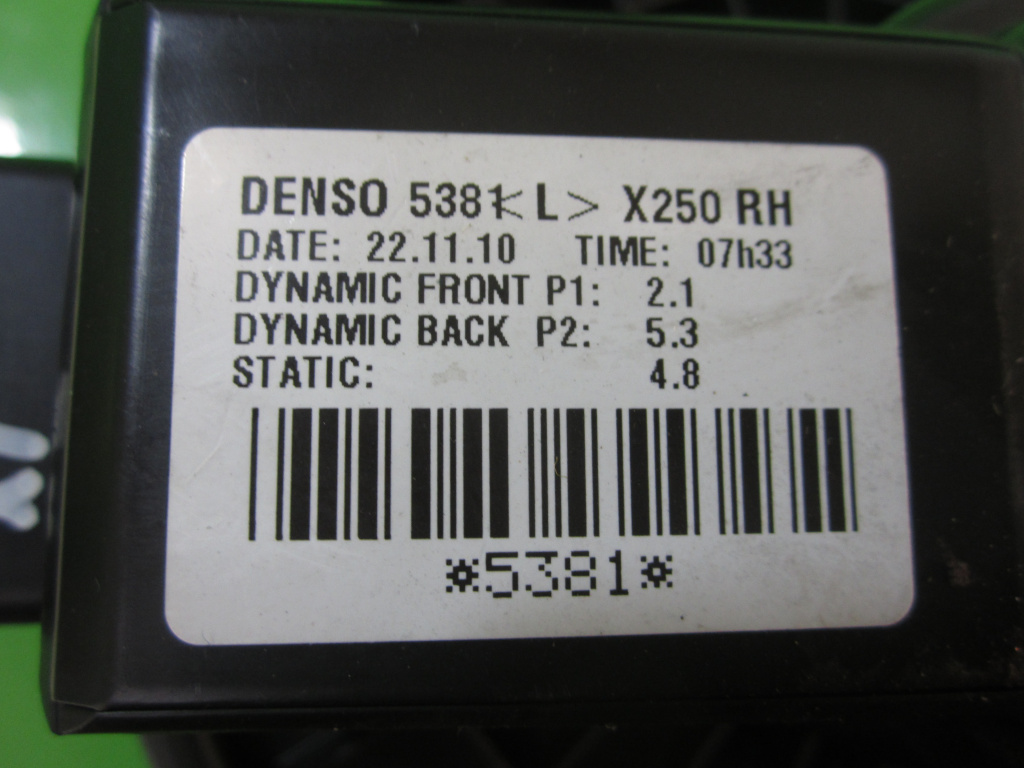 DENSO 5381<L> X250 RH
DATE: 22.11.10 TIME: 07h33
DYNAMIC FRONT P1: 2.1
DYNAMIC BACK P2: 5.3
STATIC: 4.8
*5381*